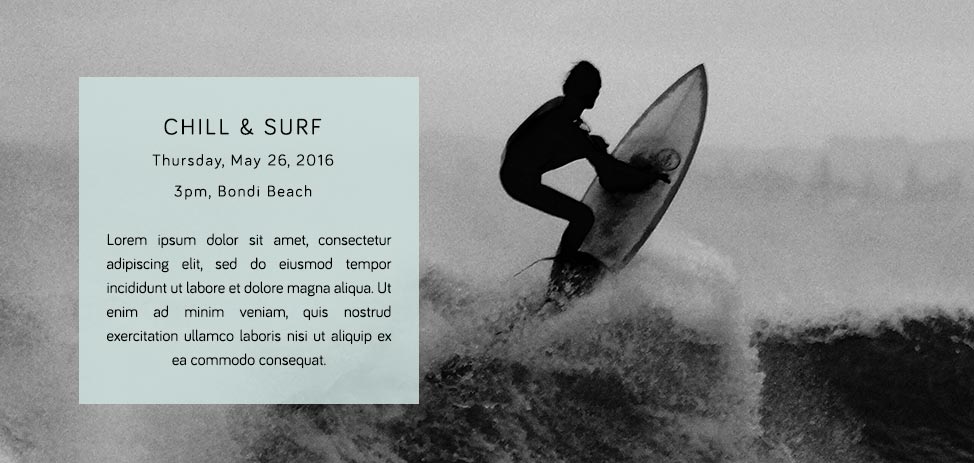 CHILL & SURF
Thursday, May 26, 2016
3pm, Bondi Beach
Lorem ipsum dolor sit amet, consectetur
adipiscing elit, sed do eiusmod tempor
incididunt ut labore et dolore magna aliqua. Ut
enim ad minim veniam, quis nostrud
exercitation ullamco laboris nisi ut aliquip ex
ea commodo consequat.